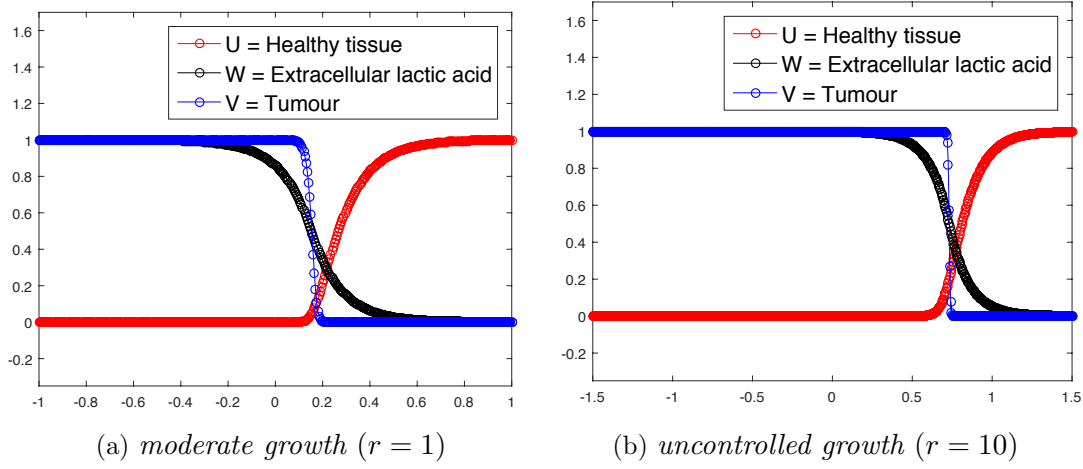 U = Healthy tissue
W = Extracellular lactic acid
V = Tumour
1.6
1.4
1.2
1
0.8
0.6
0.4
0.2
0
-0.2
-1 -0.8 -0.6 -0.4 -0.2 0 0.2 0.4 0.6 0.8 1
(a) moderate growth (r = 1)
U = Healthy tissue
W = Extracellular lactic acid
V = Tumour
1.6
1.4
1.2
1
0.8
0.6
0.4
0.2
0
-0.2
-1.5 -1 -0.5 0 0.5 1 1.5
(b) uncontrolled growth (r = 10)